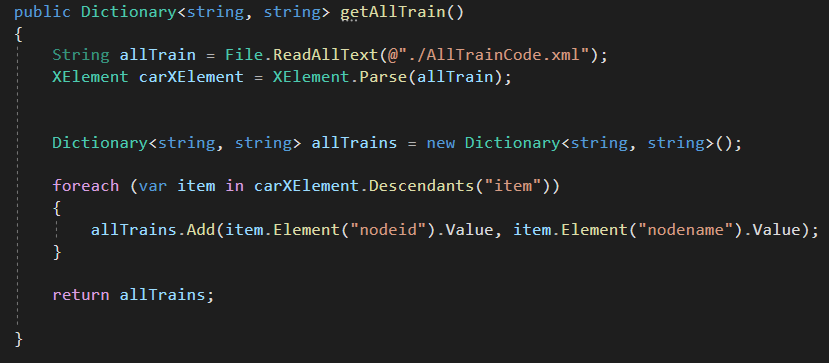 public Dictionary<string, string> getAllTrain()
{
    String allTrain = File.ReadAllText(@"./AllTrainCode.xml");
    XElement carXElement = XElement.Parse(allTrain);
    Dictionary<string, string> allTrains = new Dictionary<string, string>();
    foreach (var item in carXElement.Descendants("item"))
    {
        allTrains.Add(item.Element("nodeid").Value, item.Element("nodename").Value);
    }
    return allTrains;
}